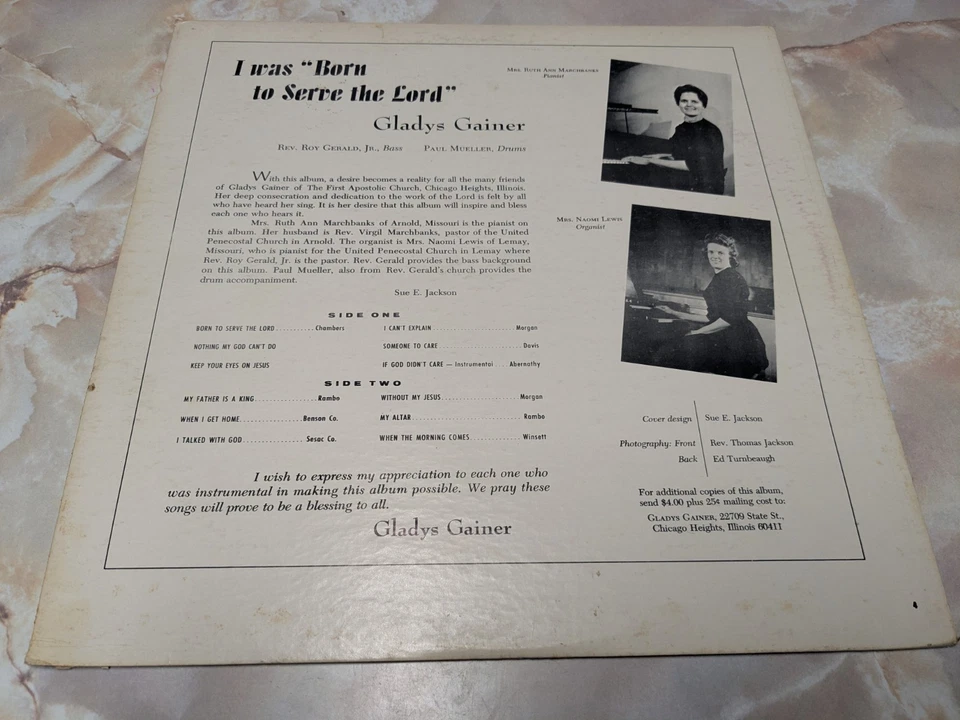 I was "Born
to Serve the Lord"
Gladys Gainer
REV. ROY GERALD, JR., Bass PAUL MUELLER, Drums
MRS. RUTH ANN MARCHBANKS
Pianist
With this album, a desire becomes a reality for all the many friends
of Gladys Gainer of The First Apostolic Church, Chicago Heights, Illinois.
Her deep consecration and dedication to the work of the Lord is felt by all
who have heard her sing. It is her desire that this album will inspire and bless
each one who hears it.
Mrs. Ruth Ann Marchbanks of Arnold, Missouri is the pianist on
this album. Her husband is Rev. Virgil Marchbanks, pastor of the United
Penecostal Church in Arnold. The organist is Mrs. Naomi Lewis of Lemay,
Missouri, who is pianist for the United Penecostal Church in Lemay where
Rev. Roy Gerald, Jr. is the pastor. Rev. Gerald provides the bass background
on this album. Paul Mueller, also from Rev. Gerald's church provides the
drum accompaniment.
Sue E. Jackson
MRS. NAOMI LEWIS
Organist
SIDE ONE
BORN TO SERVE THE LORD..........Chambers
NOTHING MY GOD CAN'T DO
KEEP YOUR EYES ON JESUS
I CAN'T EXPLAIN......................Morgan
SOMEONE TO CARE.....................Davis
IF GOD DIDN'T CARE — Instrumental...Abernathy
SIDE TWO
MY FATHER IS A KING................Rambo
WHEN I GET HOME................Benson Co.
I TALKED WITH GOD................Sesac Co.
WITHOUT MY JESUS...................Morgan
MY ALTAR...........................Rambo
WHEN THE MORNING COMES.............Winsett
I wish to express my appreciation to each one who
was instrumental in making this album possible. We pray these
songs will prove to be a blessing to all.
Gladys Gainer
Cover design Sue E. Jackson
Photography: Front Rev. Thomas Jackson
Back Ed Turnbeaugh
For additional copies of this album,
send $4.00 plus 25¢ mailing cost to:
GLADYS GAINER, 22709 State St.,
Chicago Heights, Illinois 60411